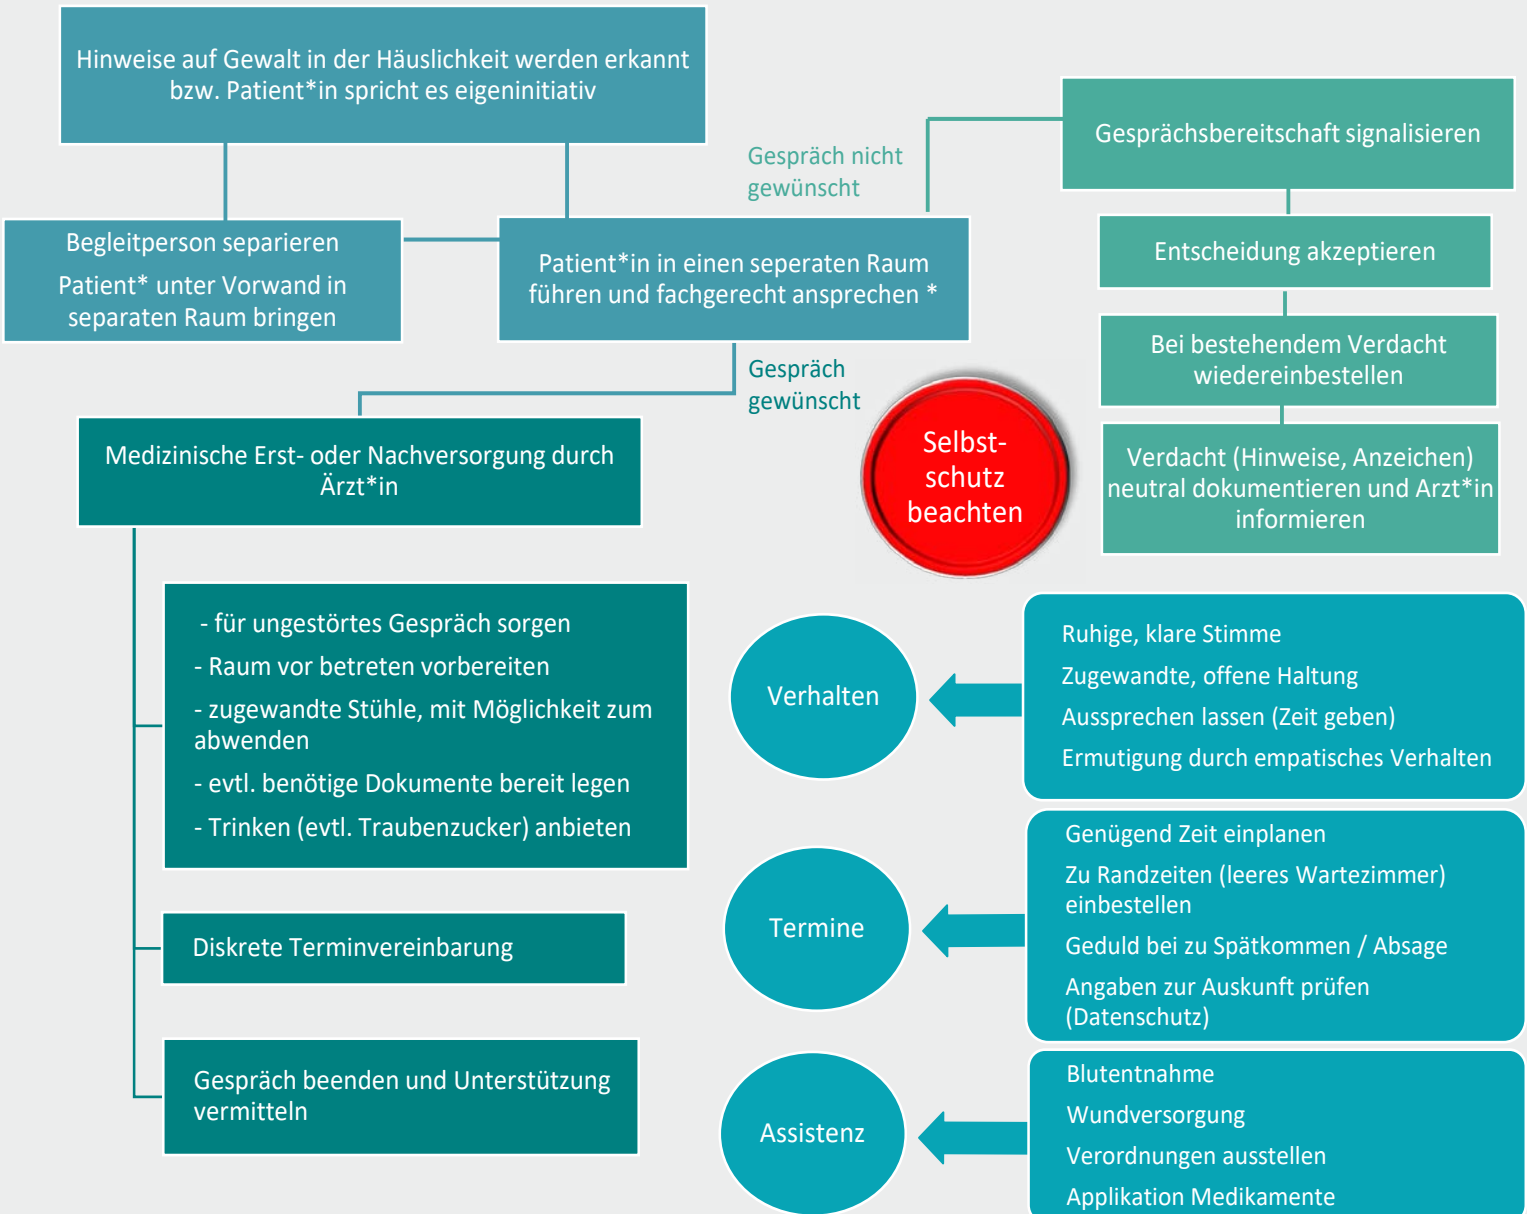 Hinweise auf Gewalt in der Häuslichkeit werden erkannt
bzw. Patient*in spricht es eigeninitiativ
Begleitperson separieren
Patient* unter Vorwand in
separaten Raum bringen
Patient*in in einen seperaten Raum
führen und fachgerecht ansprechen *
Gespräch nicht
gewünscht
Gesprächsbereitschaft signalisieren
Entscheidung akzeptieren
Bei bestehendem Verdacht
wiedereinbestellen
Verdacht (Hinweise, Anzeichen)
neutral dokumentieren und Arzt*in
informieren
Gespräch
gewünscht
Selbst-
schutz
beachten
Medizinische Erst- oder Nachversorgung durch
Ärzt*in
- für ungestörtes Gespräch sorgen
- Raum vor betreten vorbereiten
- zugewandte Stühle, mit Möglichkeit zum
abwenden
- evtl. benötige Dokumente bereit legen
- Trinken (evtl. Traubenzucker) anbieten
Diskrete Terminvereinbarung
Gespräch beenden und Unterstützung
vermitteln
Verhalten
Ruhige, klare Stimme
Zugewandte, offene Haltung
Aussprechen lassen (Zeit geben)
Ermutigung durch empatisches Verhalten
Termine
Genügend Zeit einplanen
Zu Randzeiten (leeres Wartezimmer)
einbestellen
Geduld bei zu Spätkommen / Absage
Angaben zur Auskunft prüfen
(Datenschutz)
Assistenz
Blutentnahme
Wundversorgung
Verordnungen ausstellen
Applikation Medikamente